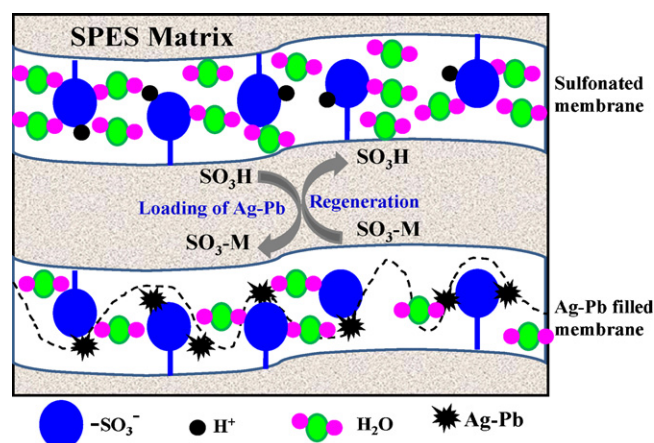 SPES Matrix
Sulfonated
membrane
SO₃H
SO₃H
Loading of Ag-Pb
Regeneration
SO₃-M
SO₃-M
Ag-Pb filled
membrane
-SO₃⁻
H⁺
H₂O
Ag-Pb